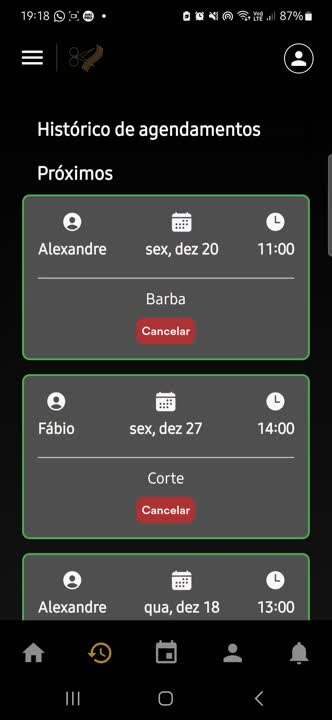 19:18 87%
Histórico de agendamentos
Próximos
Alexandre sex, dez 20 11:00
Barba
Cancelar
Fábio sex, dez 27 14:00
Corte
Cancelar
Alexandre qua, dez 18 13:00